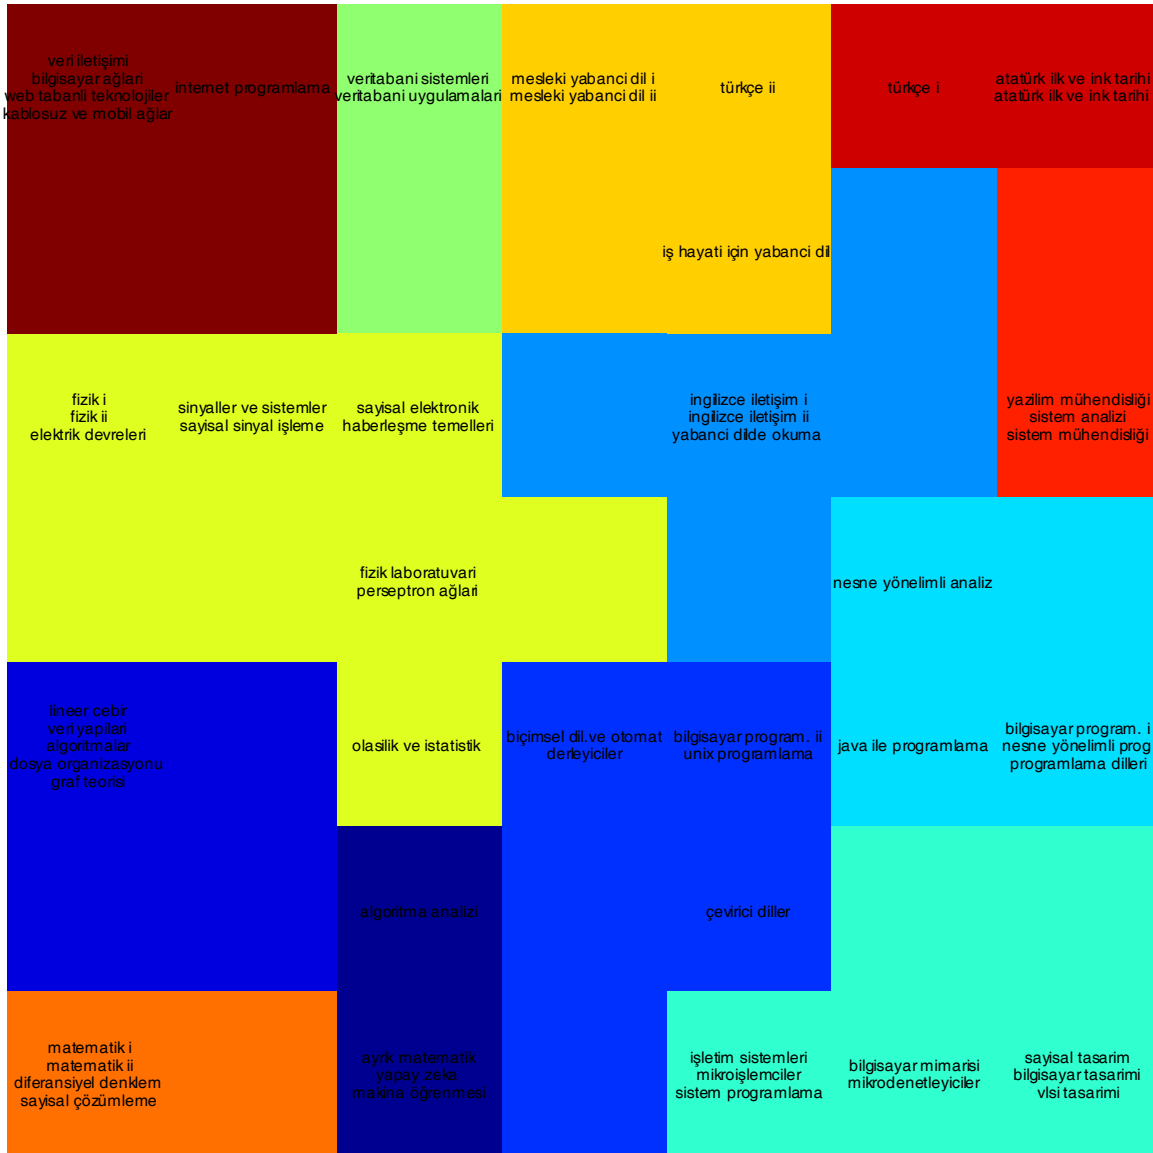 veri iletişimi
bilgisayar ağlari
web tabanli teknolojiler
kablosuz ve mobil ağlar
internet programlama
veritabani sistemleri
veritabani uygulamalari
mesleki yabanci dil i
mesleki yabanci dil ii
türkçe ii
türkçe i
atatürk ilk ve ink tarihi
atatürk ilk ve ink tarihi
iş hayati için yabanci dil
fizik i
fizik ii
elektrik devreleri
sinyaller ve sistemler
sayisal sinyal işleme
sayisal elektronik
haberleşme temelleri
ingilizce iletişim i
ingilizce iletişim ii
yabanci dilde okuma
yazilim mühendisliği
sistem analizi
sistem mühendisliği
fizik laboratuvari
perseptron ağlari
nesne yönelimli analiz
lineer cebir
veri yapilari
algoritmalar
dosya organizasyonu
graf teorisi
olasilik ve istatistik
biçimsel dil.ve otomat
derleyiciler
bilgisayar program. ii
unix programlama
java ile programlama
bilgisayar program. i
nesne yönelimli prog
programlama dilleri
algoritma analizi
çevirici diller
matematik i
matematik ii
diferansiyel denklem
sayisal çözümleme
ayrik matematik
yapay zeka
makina öğrenmesi
işletim sistemleri
mikroişlemciler
sistem programlama
bilgisayar mimarisi
mikrodenetleyiciler
sayisal tasarim
bilgisayar tasarimi
vlsi tasarimi